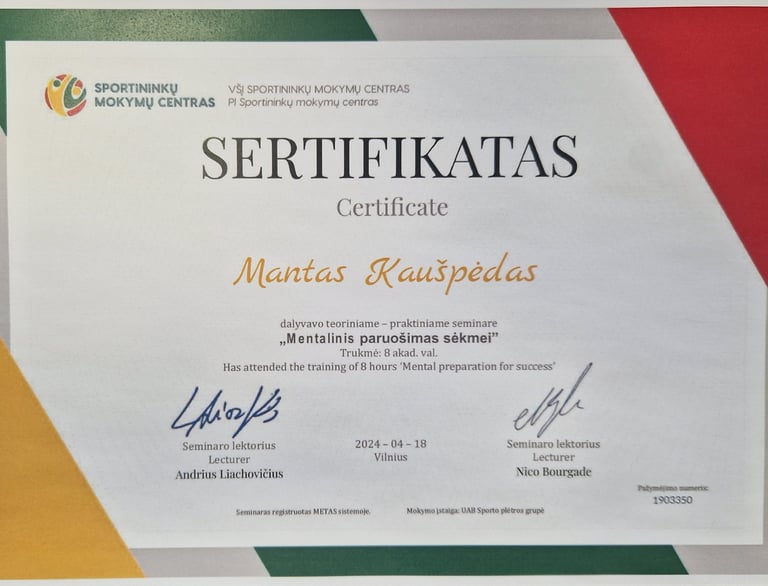 SPORTININKŲ
MOKYMŲ CENTRAS
VŠĮ SPORTININKŲ MOKYMŲ CENTRAS
PI Sportininkų mokymų centras
SERTIFIKATAS
Certificate
Mantas Kaušpėdas
dalyvavo teoriniame – praktiniame seminare
„Mentalinis paruošimas sėkmei”
Trukmė: 8 akad. val.
Has attended the training of 8 hours ‘Mental preparation for success’
Seminaro lektorius
Lecturer
Andrius Liachovičius
2024 – 04 – 18
Vilnius
Seminaro lektorius
Lecturer
Nico Bourgade
Pažymėjimo numeris:
1903350
Seminaras registruotas METAS sistemoje.
Mokymo įstaiga: UAB Sporto plėtros grupė